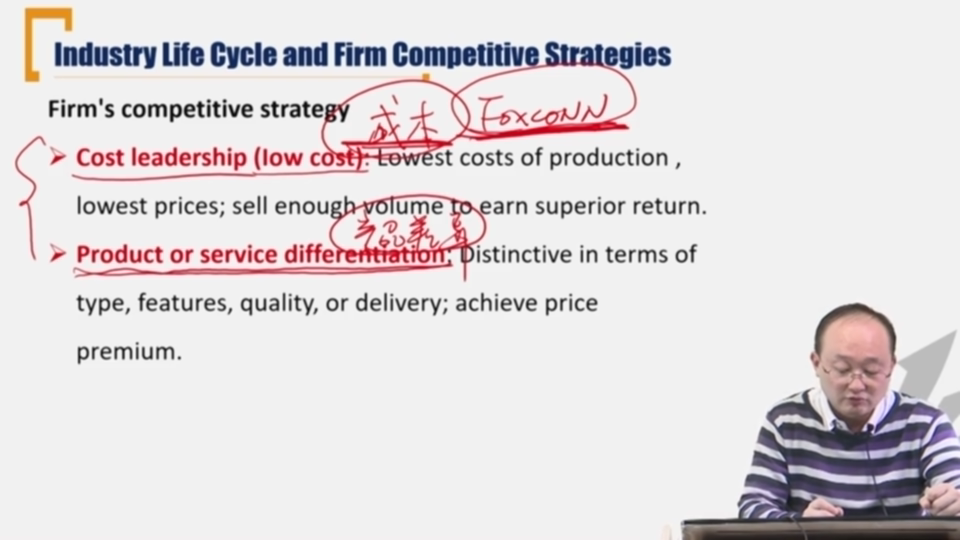 Industry Life Cycle and Firm Competitive Strategies
Firm's competitive strategy
成本 FOXCONN
Cost leadership (low cost): Lowest costs of production ,
lowest prices; sell enough volume to earn superior return.
产品差异
Product or service differentiation: Distinctive in terms of
type, features, quality, or delivery; achieve price
premium.